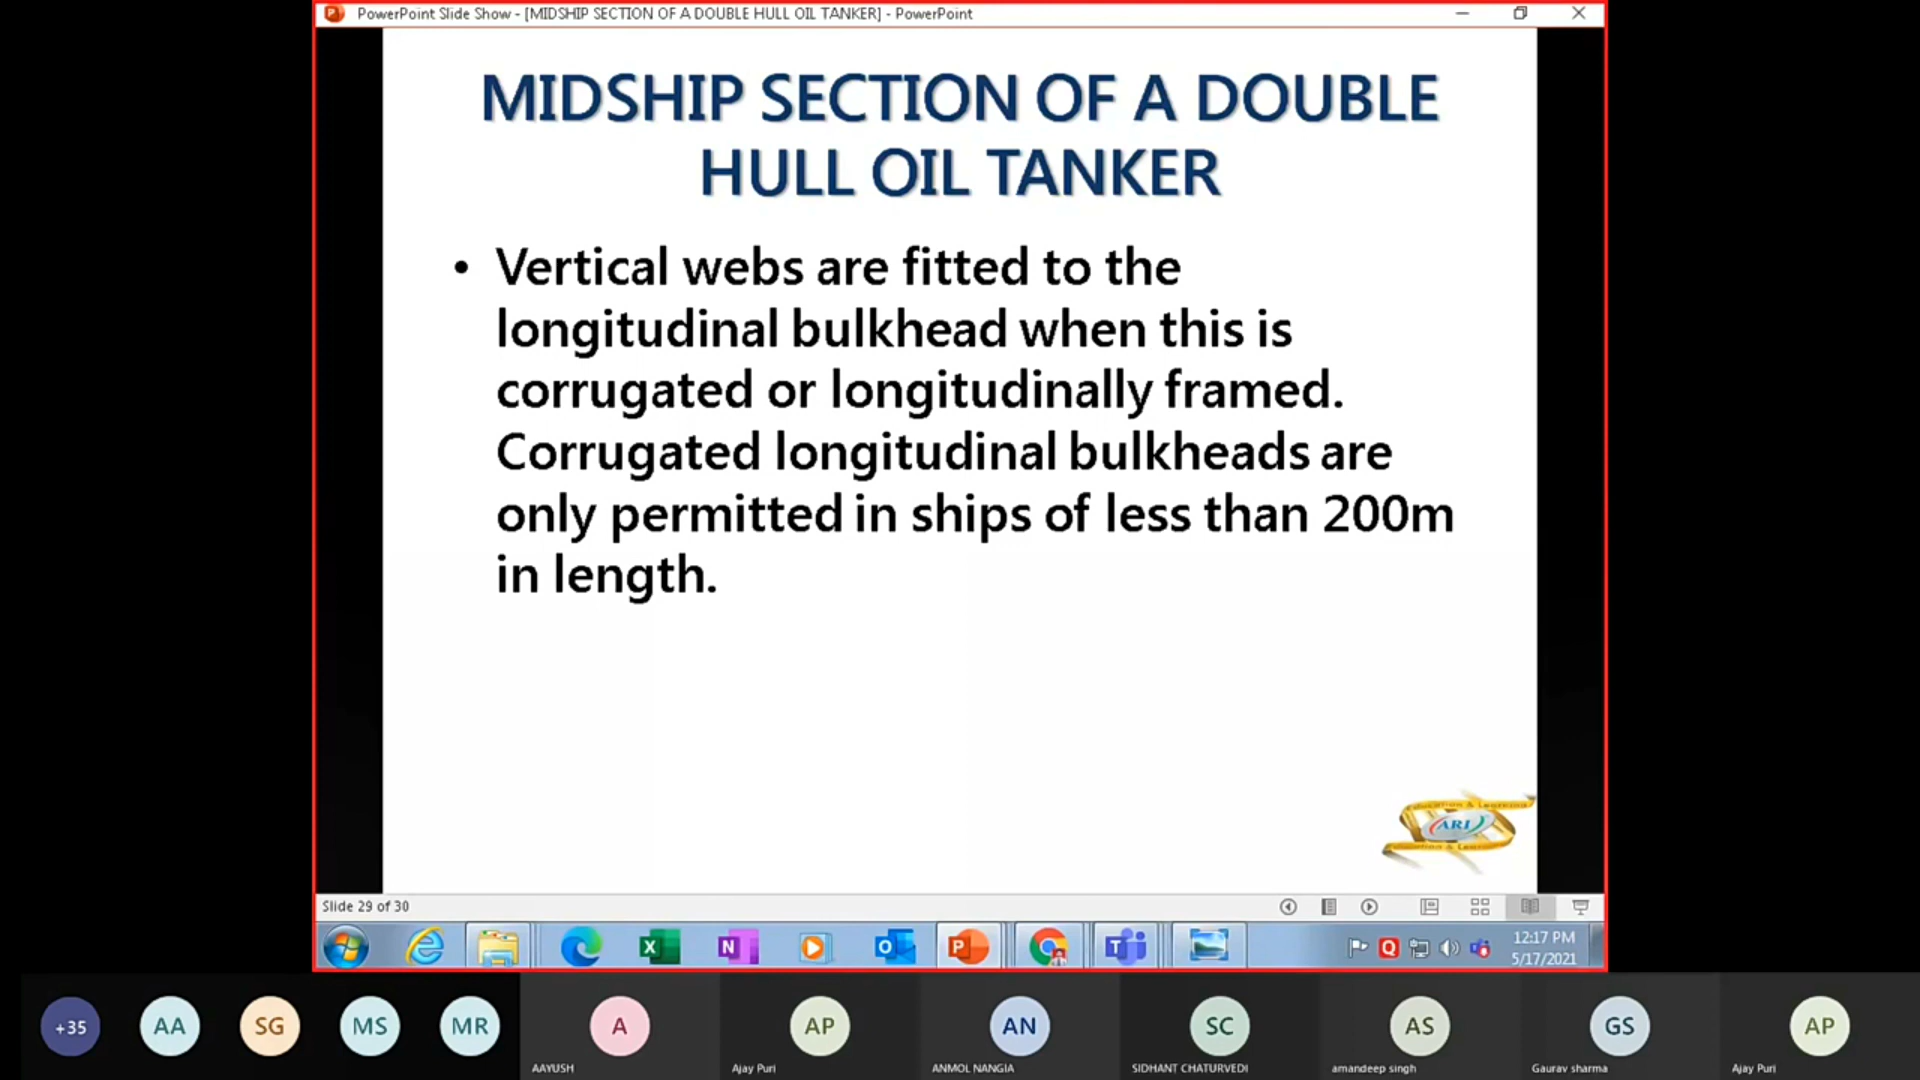 PowerPoint Slide Show - [MIDSHIP SECTION OF A DOUBLE HULL OIL TANKER] - PowerPoint
MIDSHIP SECTION OF A DOUBLE
HULL OIL TANKER
• Vertical webs are fitted to the
longitudinal bulkhead when this is
corrugated or longitudinally framed.
Corrugated longitudinal bulkheads are
only permitted in ships of less than 200m
in length.
Education & Learning
ARI
Slide 29 of 30
12:17 PM
5/17/2021
+35
AA
SG
MS
MR
A
AAYUSH
AP
Ajay Puri
AN
ANMOL NANGIA
SC
SIDHANT CHATURVEDI
AS
amandeep singh
GS
Gaurav sharma
AP
Ajay Puri